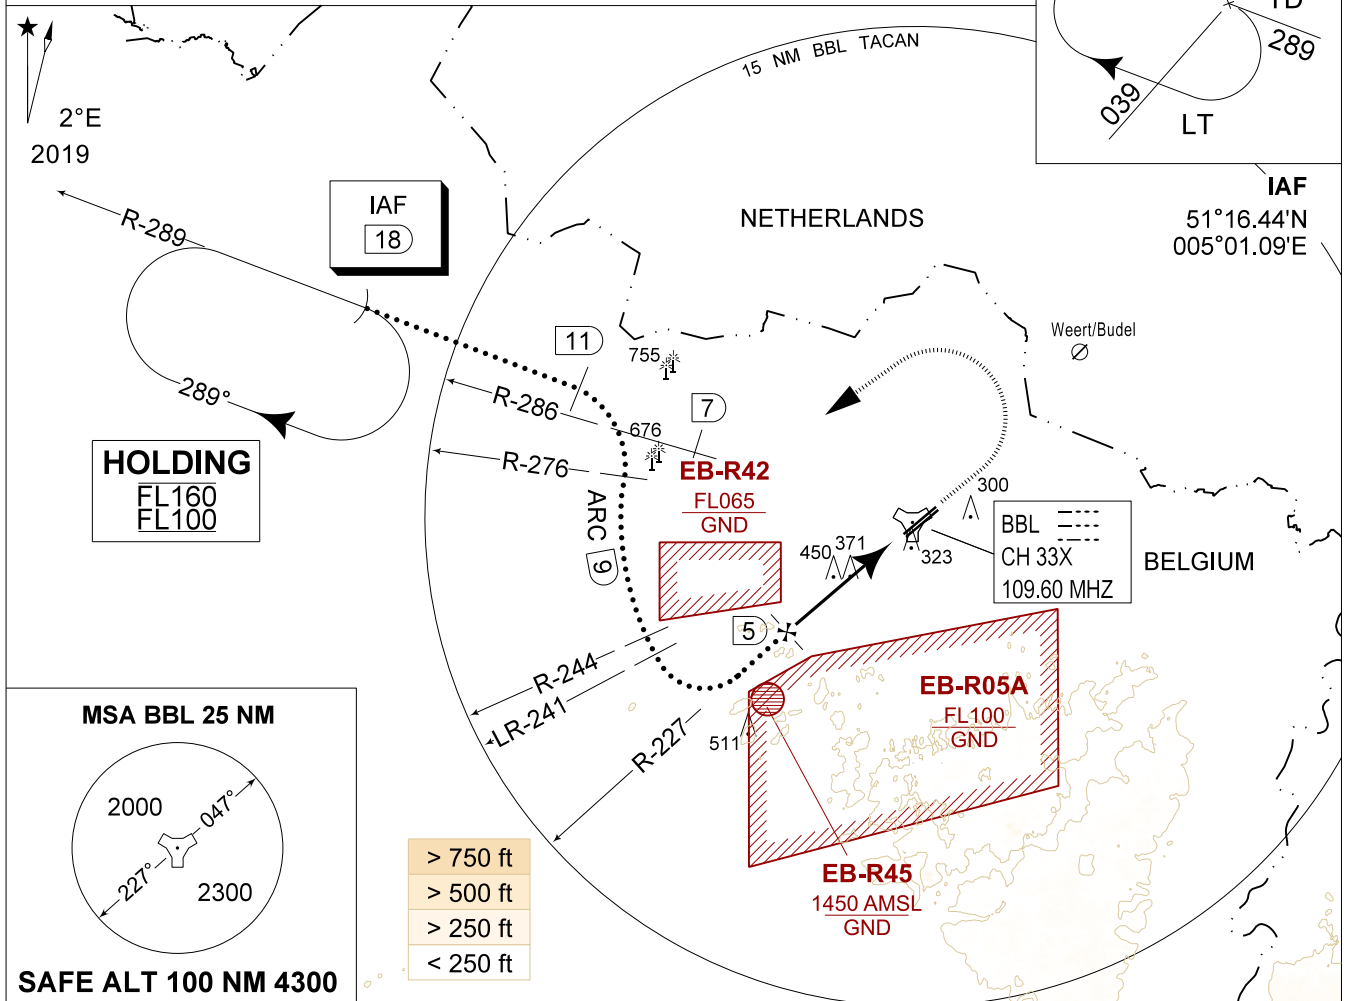 15 NM BBL TACAN
TD
289
039
LT
2°E
2019
IAF
18
IAF
51°16.44'N
005°01.09'E
R-289
NETHERLANDS
11
755
Weert/Budel
289°
R-286
7
676
R-276
HOLDING
FL160
FL100
EB-R42
FL065
GND
ARC 9
300
450
371
323
BBL
CH 33X
109.60 MHZ
BELGIUM
5
R-244
LR-241
R-227
511
EB-R05A
FL100
GND
MSA BBL 25 NM
2000
047°
227°
2300
SAFE ALT 100 NM 4300
> 750 ft
> 500 ft
> 250 ft
< 250 ft
EB-R45
1450 AMSL
GND